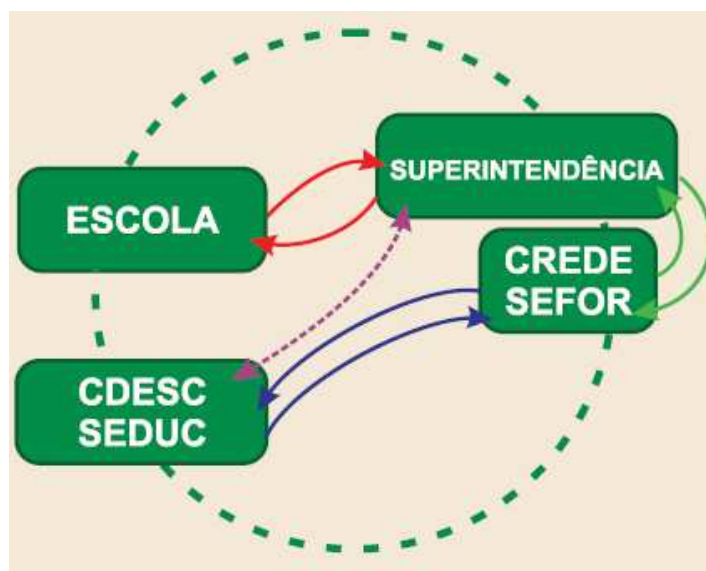 SUPERINTENDÊNCIA
ESCOLA
CREDE
SEFOR
CDESC
SEDUC